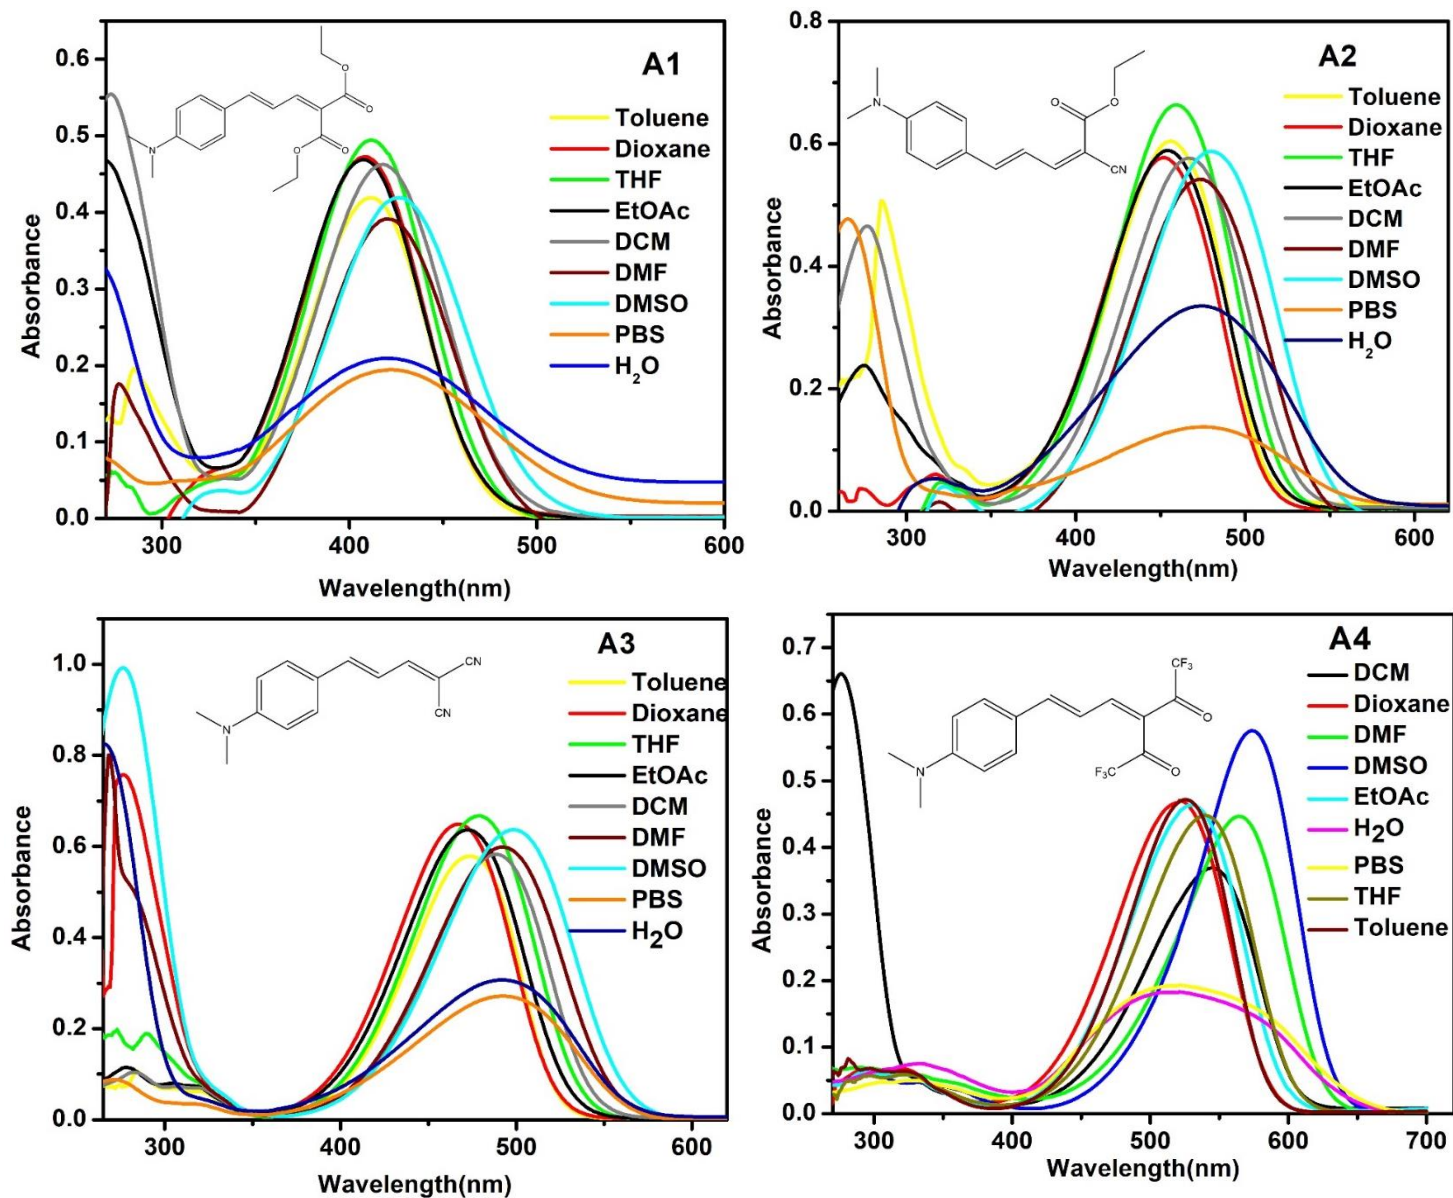 A1
Toluene
Dioxane
THF
EtOAc
DCM
DMF
DMSO
PBS
H2O
O
O
O
O
N
0.6
0.5
0.4
0.3
0.2
0.1
0.0
300
400
500
600
Absorbance
Wavelength(nm)
A2
Toluene
Dioxane
THF
EtOAc
DCM
DMF
DMSO
PBS
H2O
N
O
O
CN
0.8
0.6
0.4
0.2
0.0
300
400
500
600
Absorbance
Wavelength(nm)
A3
Toluene
Dioxane
THF
EtOAc
DCM
DMF
DMSO
PBS
H2O
CN
CN
N
1.0
0.8
0.6
0.4
0.2
0.0
300
400
500
600
Absorbance
Wavelength(nm)
A4
DCM
Dioxane
DMF
DMSO
EtOAc
H2O
PBS
THF
Toluene
CF3
O
F3C
O
N
0.7
0.6
0.5
0.4
0.3
0.2
0.1
0.0
300
400
500
600
700
Absorbance
Wavelength(nm)